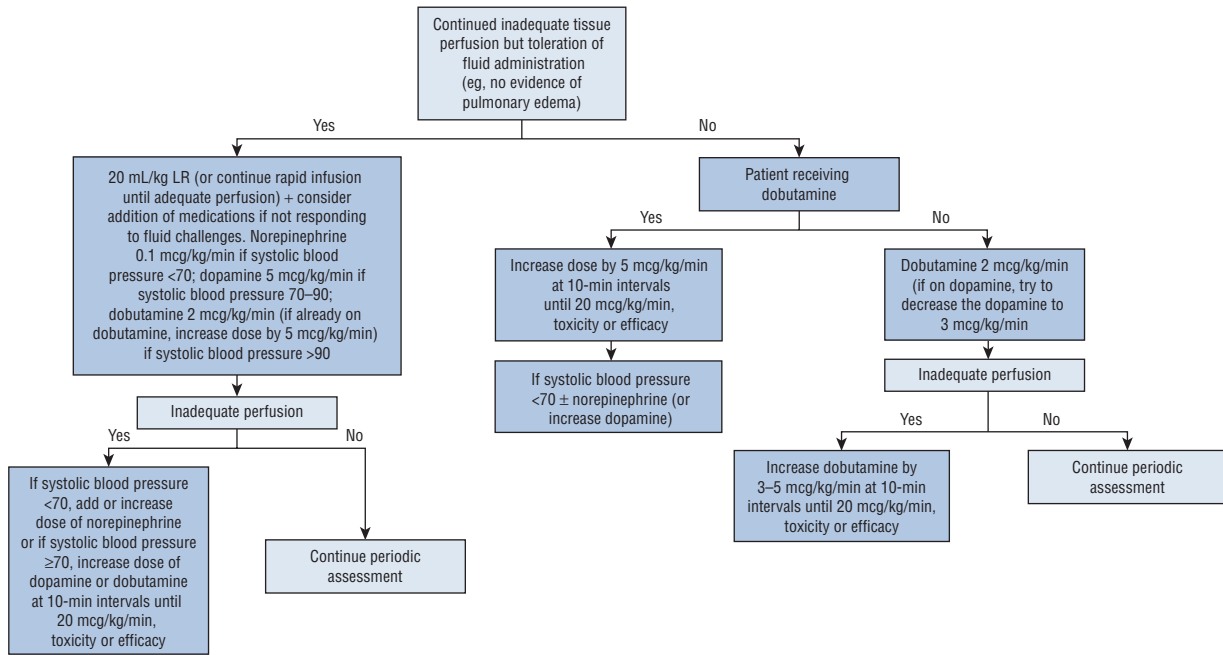 Continued inadequate tissue
perfusion but toleration of
fluid administration
(eg, no evidence of
pulmonary edema)
Yes
No
20 mL/kg LR (or continue rapid infusion
until adequate perfusion) + consider
addition of medications if not responding
to fluid challenges. Norepinephrine
0.1 mcg/kg/min if systolic blood
pressure <70; dopamine 5 mcg/kg/min if
systolic blood pressure 70–90;
dobutamine 2 mcg/kg/min (if already on
dobutamine, increase dose by 5 mcg/kg/min)
if systolic blood pressure >90
Patient receiving
dobutamine
Yes
No
Increase dose by 5 mcg/kg/min
at 10-min intervals
until 20 mcg/kg/min,
toxicity or efficacy
Dobutamine 2 mcg/kg/min
(if on dopamine, try to
decrease the dopamine to
3 mcg/kg/min
If systolic blood pressure
<70 ± norepinephrine (or
increase dopamine)
Inadequate perfusion
Inadequate perfusion
Yes
No
Yes
No
If systolic blood pressure
<70, add or increase
dose of norepinephrine
or if systolic blood pressure
≥70, increase dose of
dopamine or dobutamine
at 10-min intervals until
20 mcg/kg/min,
toxicity or efficacy
Continue periodic
assessment
Increase dobutamine by
3–5 mcg/kg/min at 10-min
intervals until 20 mcg/kg/min,
toxicity or efficacy
Continue periodic
assessment